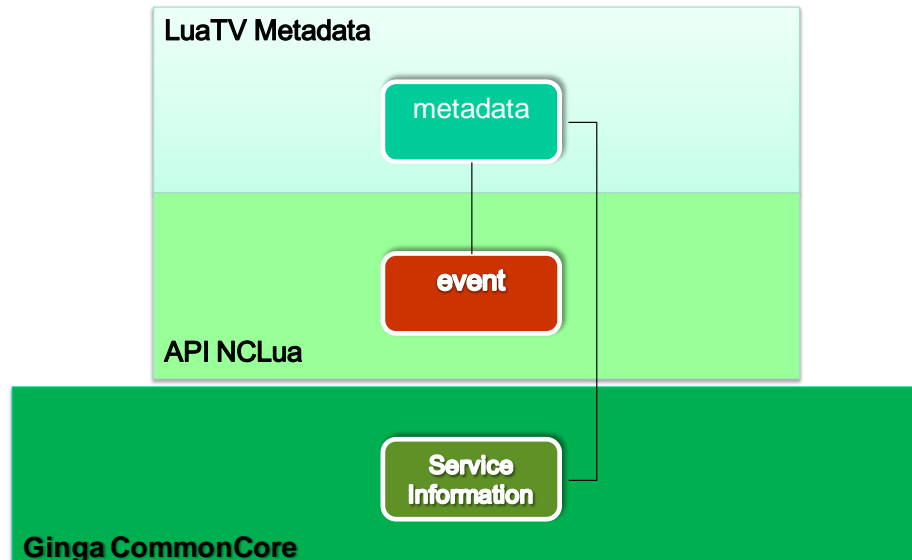 LuaTV Metadata
metadata
event
API NCLua
Service
Information
Ginga CommonCore